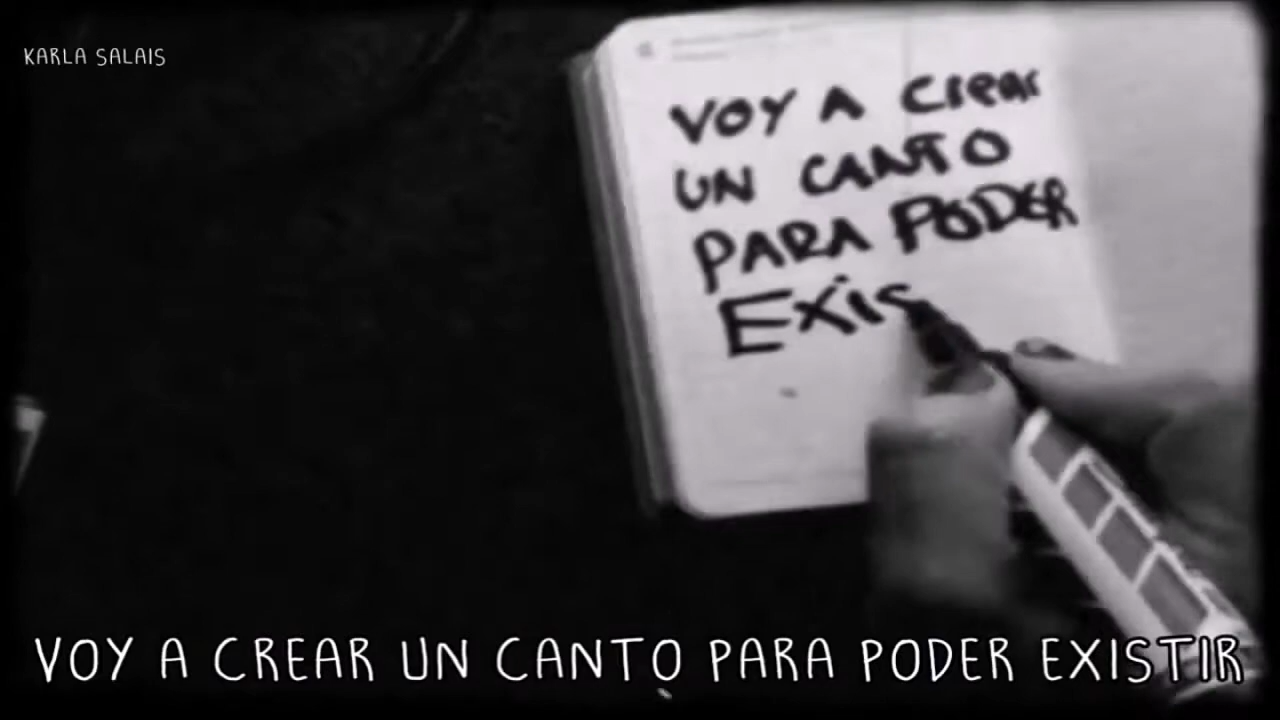 KARLA SALAIS
VOY A Crear
UN CANTO
PARA PODER
EXiS
VOY A CREAR UN CANTO PARA PODER EXISTIR